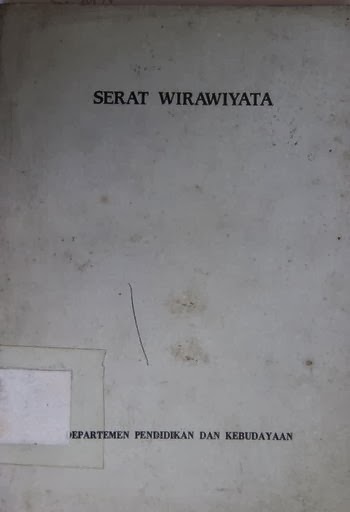 SERAT WIRAWIYATA
DEPARTEMEN PENDIDIKAN DAN KEBUDAYAAN